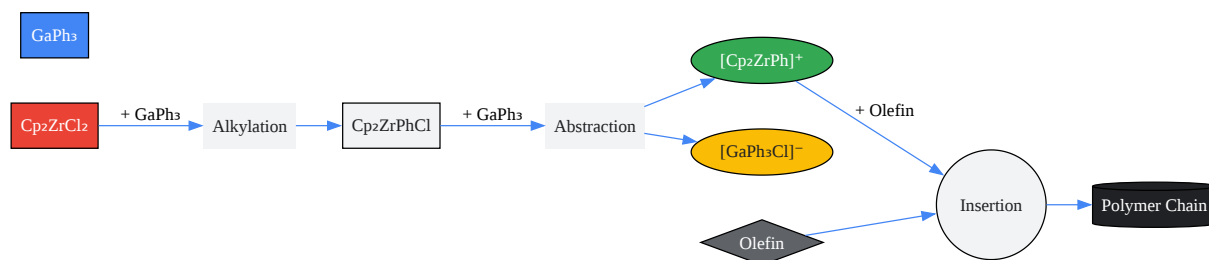 GaPh₃
Cp₂ZrCl₂
+ GaPh₃
Alkylation
Cp₂ZrPhCl
+ GaPh₃
Abstraction
[Cp₂ZrPh]⁺
[GaPh₃Cl]⁻
+ Olefin
Olefin
Insertion
Polymer Chain